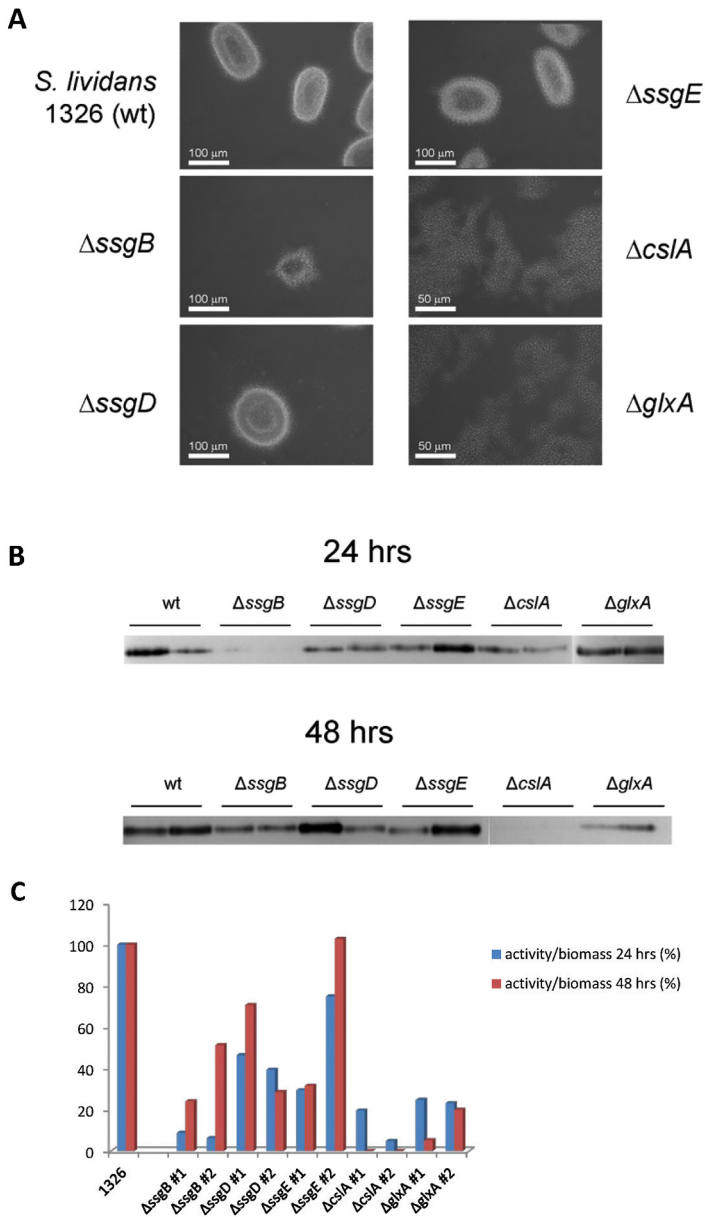 A
S. lividans
1326 (wt)
100 µm
100 µm
ΔssgE
ΔssgB
100 µm
50 µm
ΔcslA
ΔssgD
100 µm
50 µm
ΔglxA
B
24 hrs
wt ΔssgB ΔssgD ΔssgE ΔcslA ΔglxA
48 hrs
wt ΔssgB ΔssgD ΔssgE ΔcslA ΔglxA
C
120
100
80
60
40
20
0
1326
ΔssgB #1
ΔssgB #2
ΔssgD #1
ΔssgD #2
ΔssgE #1
ΔssgE #2
ΔcslA #1
ΔcslA #2
ΔglxA #1
ΔglxA #2
activity/biomass 24 hrs (%)
activity/biomass 48 hrs (%)